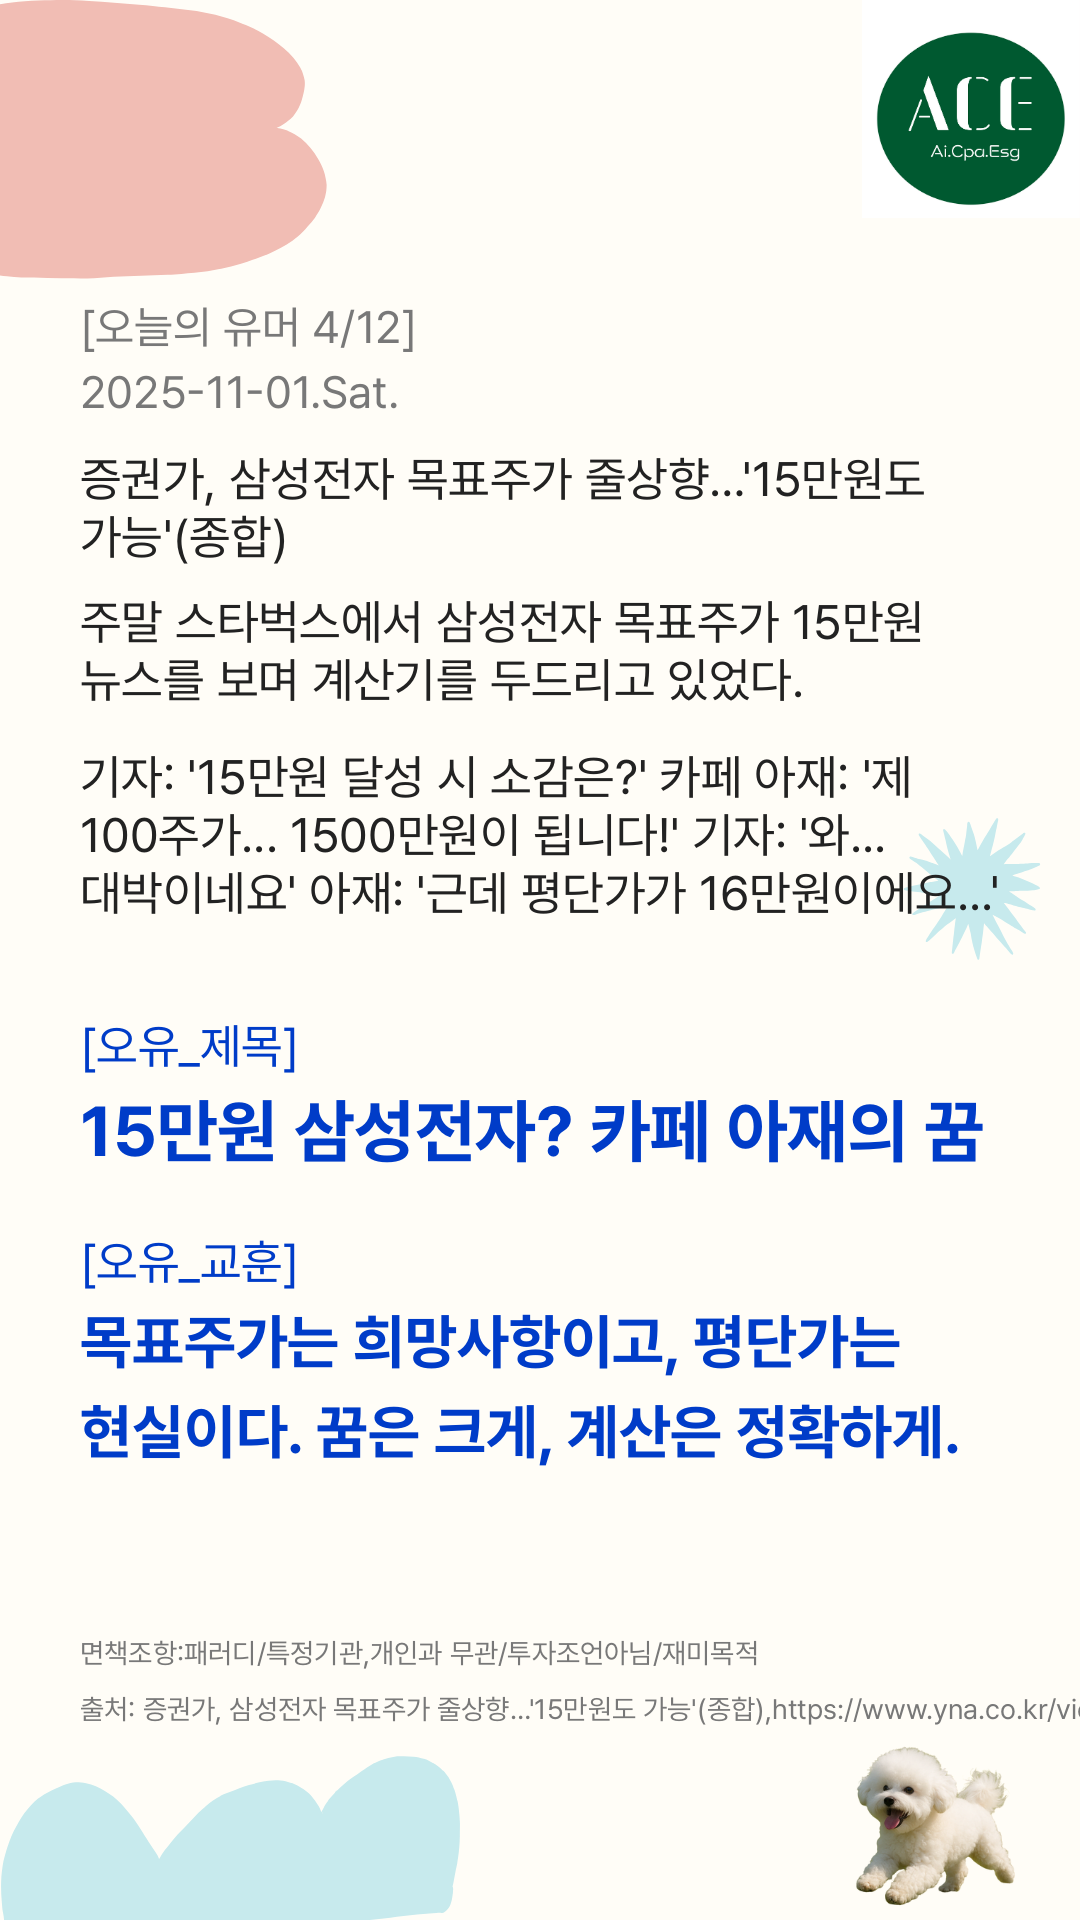 ACE
Ai.Cpa.Esg
[오늘의 유머 4/12]
2025-11-01.Sat.
증권가, 삼성전자 목표주가 줄상향...'15만원도
가능'(종합)
주말 스타벅스에서 삼성전자 목표주가 15만원
뉴스를 보며 계산기를 두드리고 있었다.
기자: '15만원 달성 시 소감은?' 카페 아재: '제
100주가... 1500만원이 됩니다!' 기자: '와...
대박이네요' 아재: '근데 평단가가 16만원이에요...'
[오유_제목]
15만원 삼성전자? 카페 아재의 꿈
[오유_교훈]
목표주가는 희망사항이고, 평단가는
현실이다. 꿈은 크게, 계산은 정확하게.
면책조항:패러디/특정기관,개인과 무관/투자조언아님/재미목적
출처: 증권가, 삼성전자 목표주가 줄상향...'15만원도 가능'(종합),https://www.yna.co.kr/vi